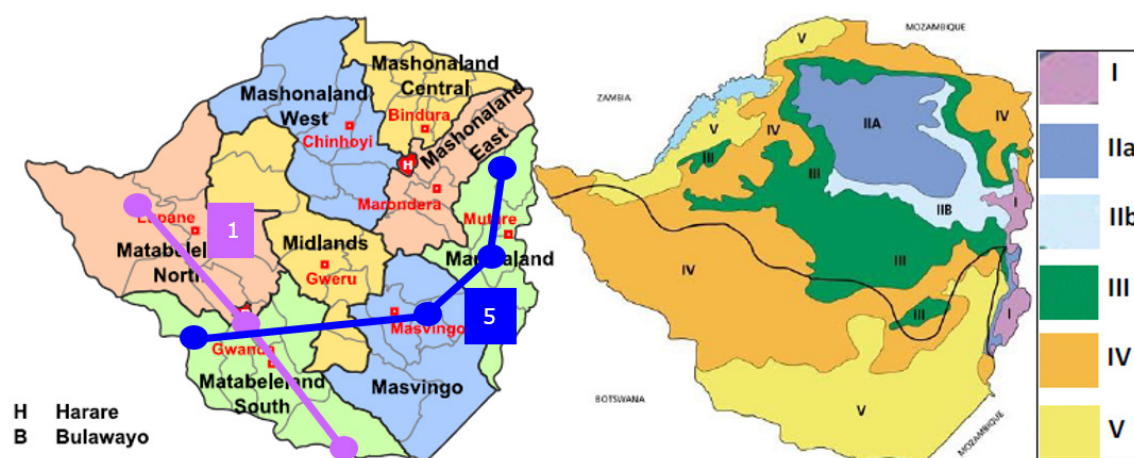 Mashonaland
Central
Mashonaland
West
Bindura
Chinhoyi
Mashonaland
East
H
Marondera
Lupane
1
Mutare
Matabeleland
North
Midlands
Manicaland
Gweru
5
Masvingo
Gwanda
Matabeleland
South
Masvingo
H Harare
B Bulawayo
MOZAMBIQUE
ZAMBIA
V
V
IV
IIA
IV
III
III
IIB
I
IV
III
III
I
V
BOTSWANA
MOZAMBIQUE
I
IIa
IIb
III
IV
V